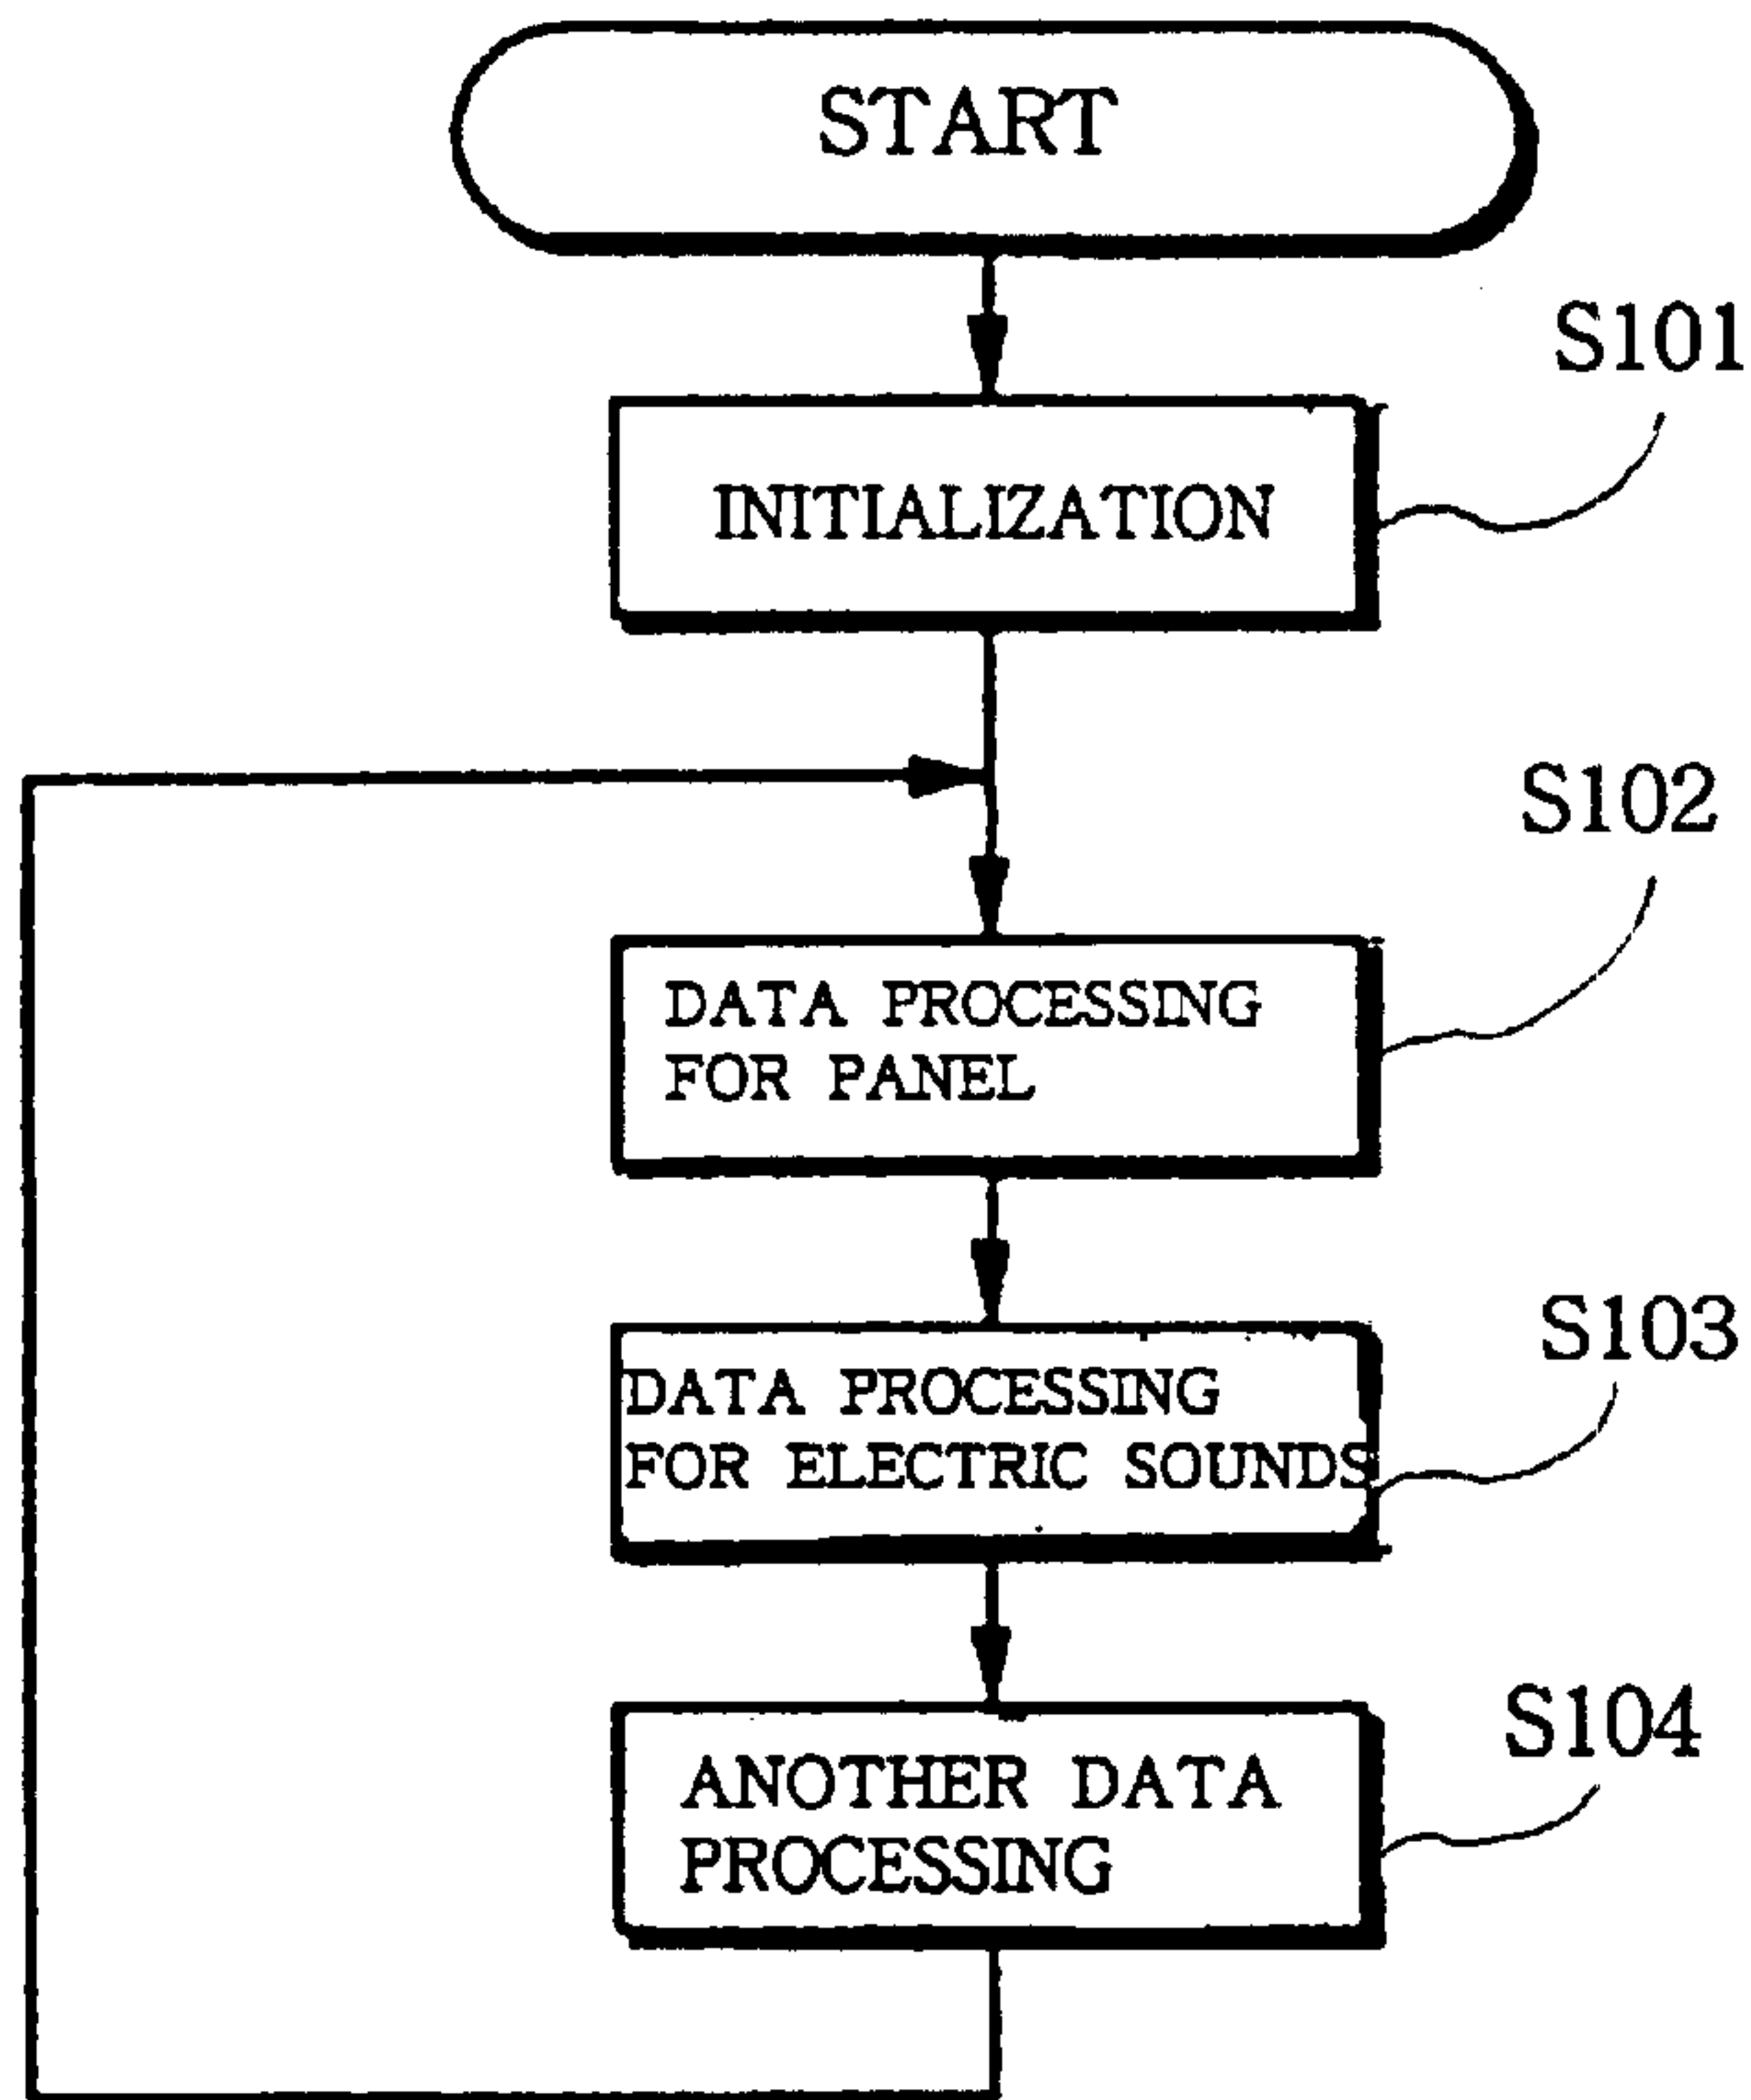 START
S101
INITIALIZATION
S102
DATA PROCESSING
FOR PANEL
S103
DATA PROCESSING
FOR ELECTRIC SOUNDS
S104
ANOTHER DATA
PROCESSING